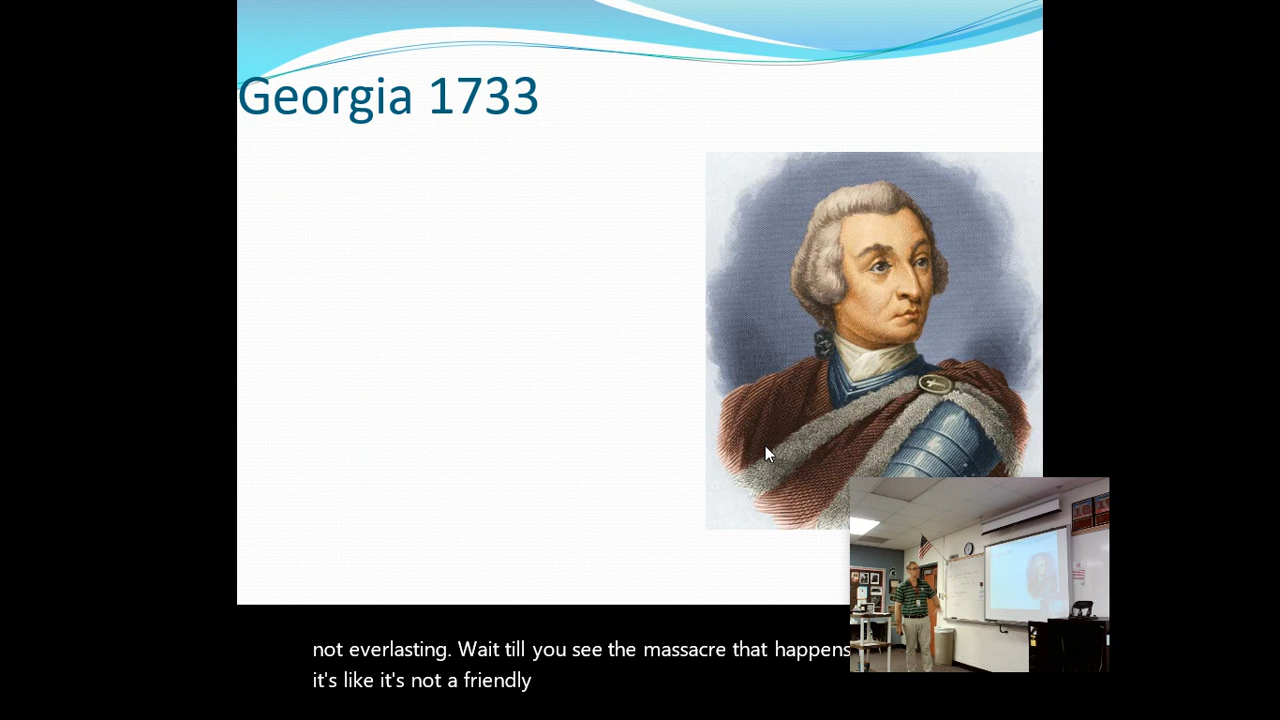 Georgia 1733
not everlasting. Wait till you see the massacre that happens
it's like it's not a friendly